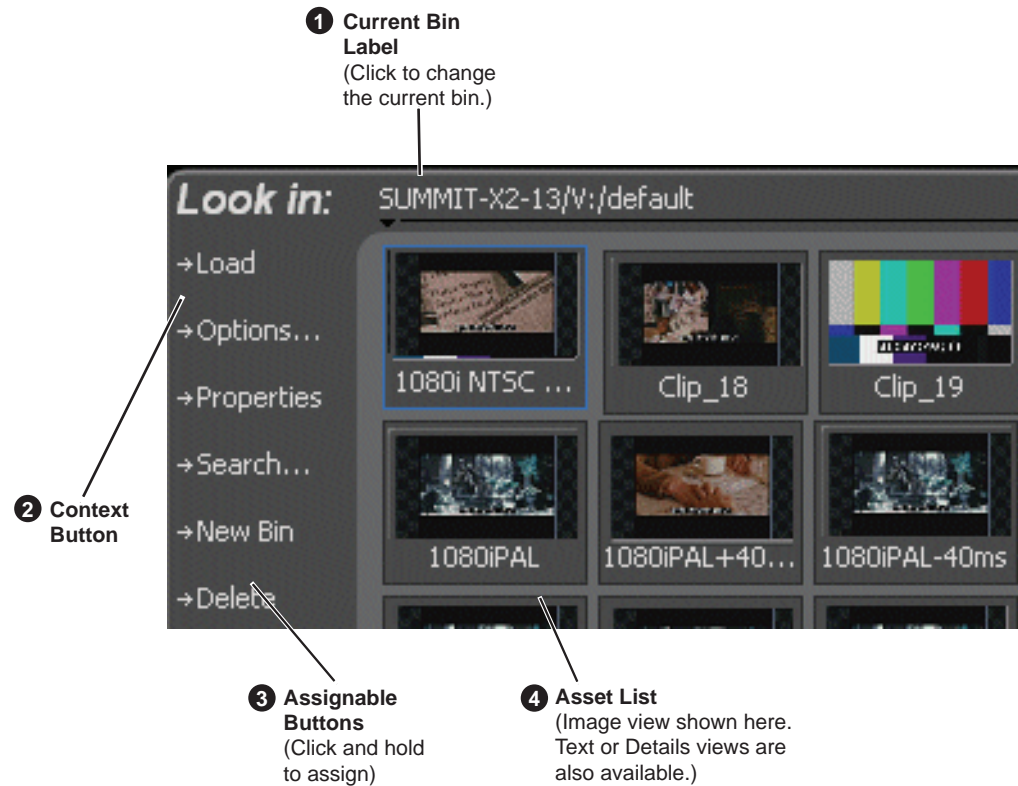 1 Current Bin
Label
(Click to change
the current bin.)
Look in:
SUMMIT-X2-13/V:/default
→Load
→Options...
→Properties
→Search...
→New Bin
→Delete
1080i NTSC ...
Clip_18
Clip_19
1080iPAL
1080iPAL+40...
1080iPAL-40ms
2 Context
Button
3 Assignable
Buttons
(Click and hold
to assign)
4 Asset List
(Image view shown here.
Text or Details views are
also available.)